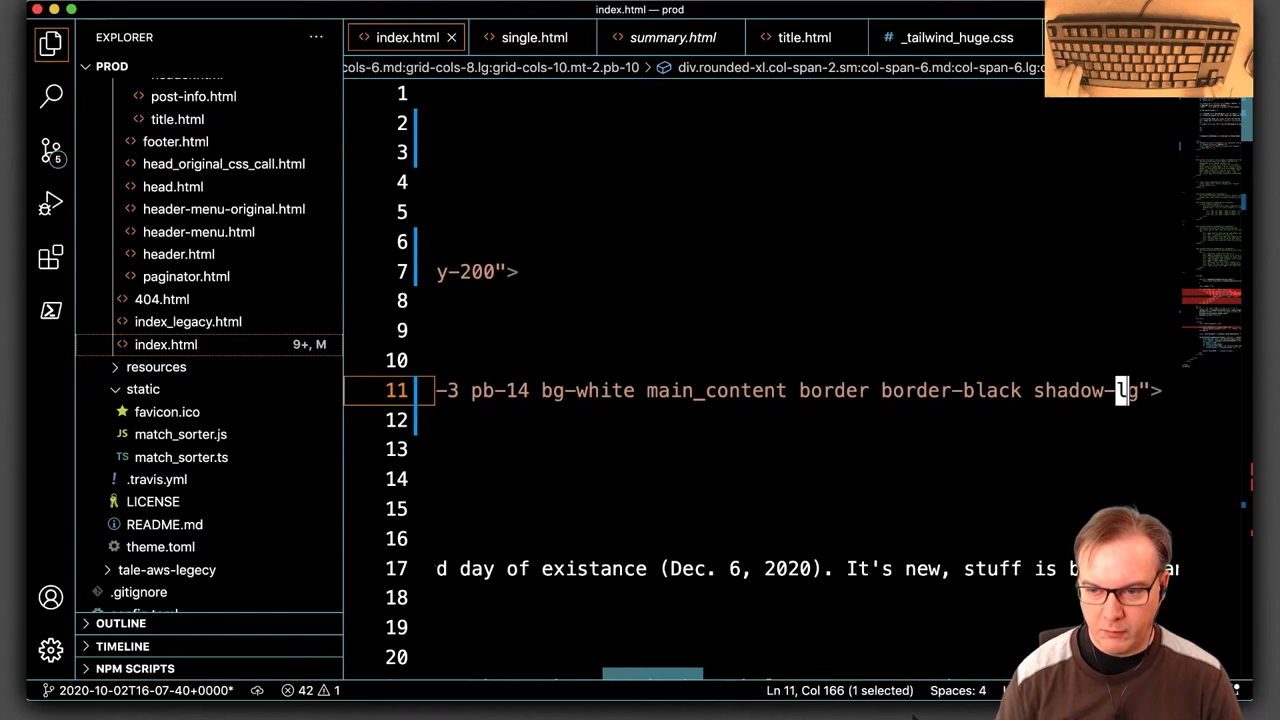 index.html — prod
EXPLORER
index.html
single.html
summary.html
title.html
# _tailwind_huge.css
PROD
cols-6.md:grid-cols-8.lg:grid-cols-10.mt-2.pb-10 > div.rounded-xl.col-span-2.sm:col-span-6.md:col-span-6.lg:co
post-info.html
title.html
footer.html
head_original_css_call.html
head.html
header-menu-original.html
header-menu.html
header.html
paginator.html
404.html
index_legacy.html
index.html 9+, M
resources
static
favicon.ico
JS match_sorter.js
TS match_sorter.ts
.travis.yml
LICENSE
README.md
theme.toml
tale-aws-legacy
.gitignore
OUTLINE
TIMELINE
NPM SCRIPTS
5
1
2
3
4
5
6
7 y-200">
8
9
10
11 -3 pb-14 bg-white main_content border border-black shadow-lg">
12
13
14
15
16
17 d day of existance (Dec. 6, 2020). It's new, stuff is b
18
19
20
2020-10-02T16-07-40+0000* 42 1 Ln 11, Col 166 (1 selected) Spaces: 4